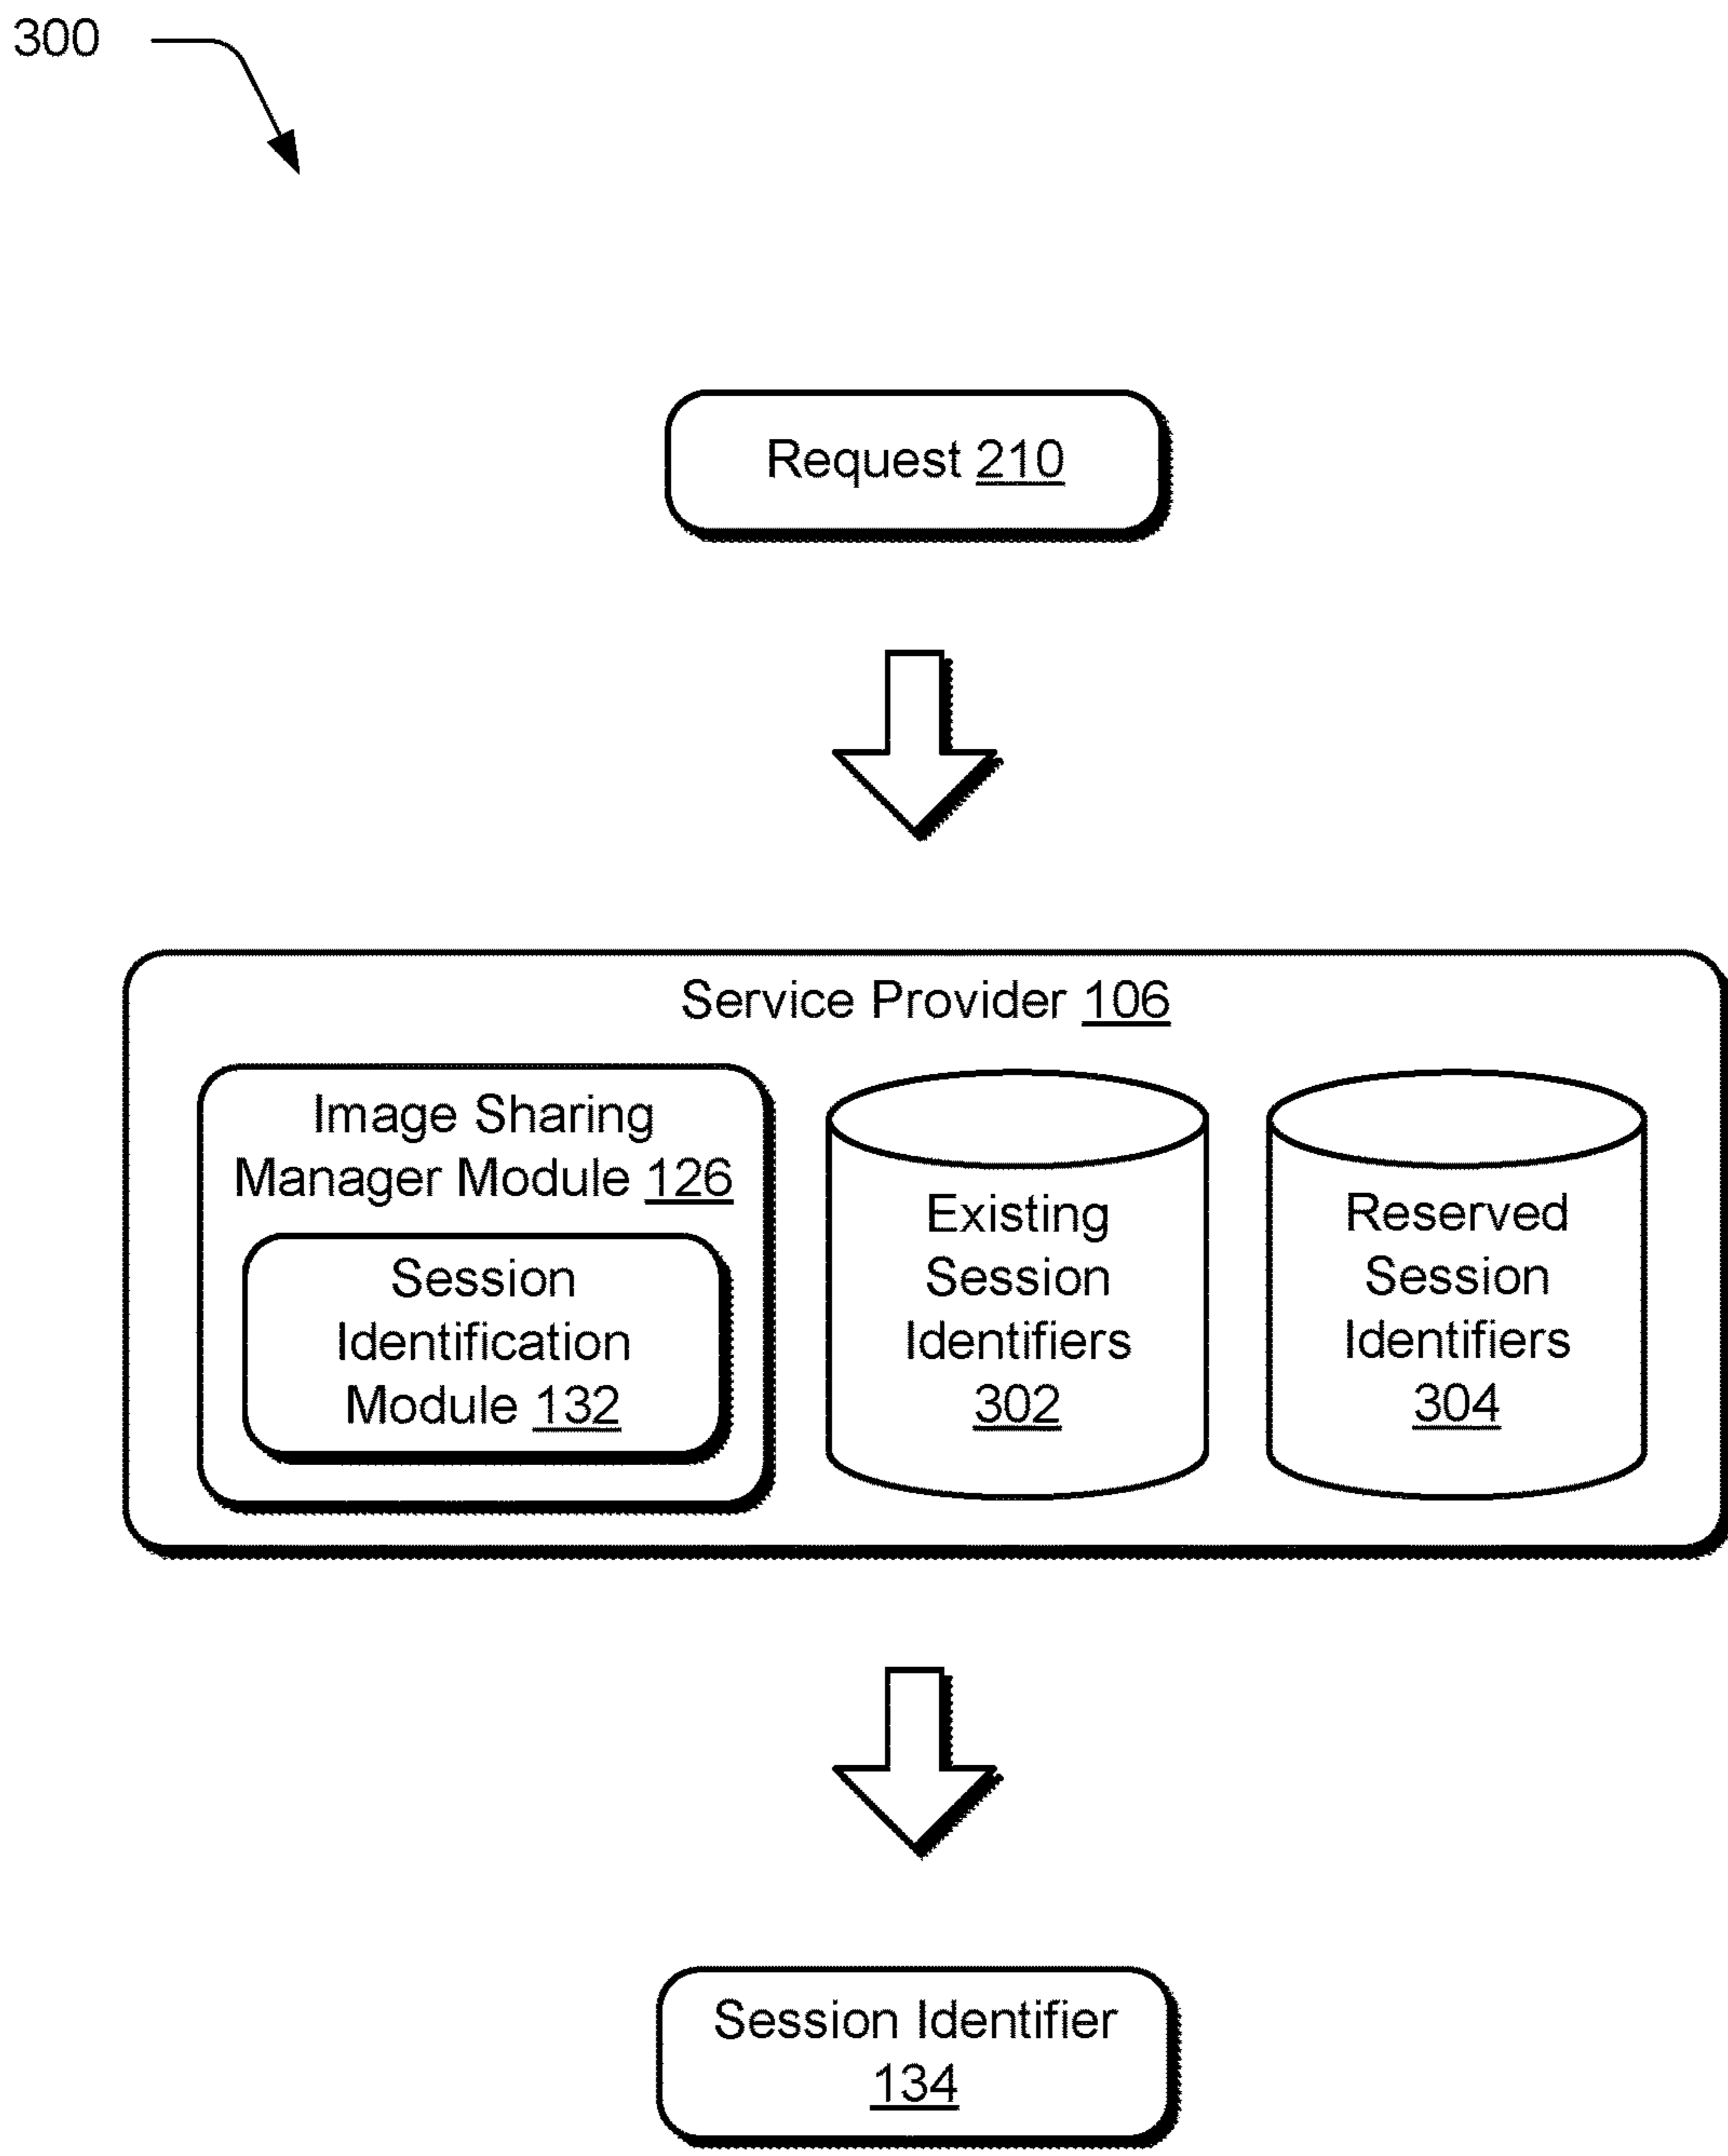 300
Request 210
Service Provider 106
Image Sharing
Manager Module 126
Session
Identification
Module 132
Existing
Session
Identifiers
302
Reserved
Session
Identifiers
304
Session Identifier
134